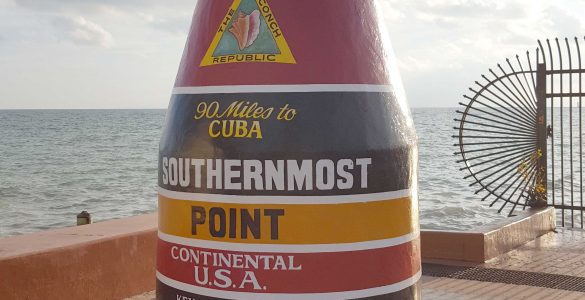 THE CONCH
REPUBLIC
90 Miles to
CUBA
SOUTHERNMOST
POINT
CONTINENTAL
U.S.A.